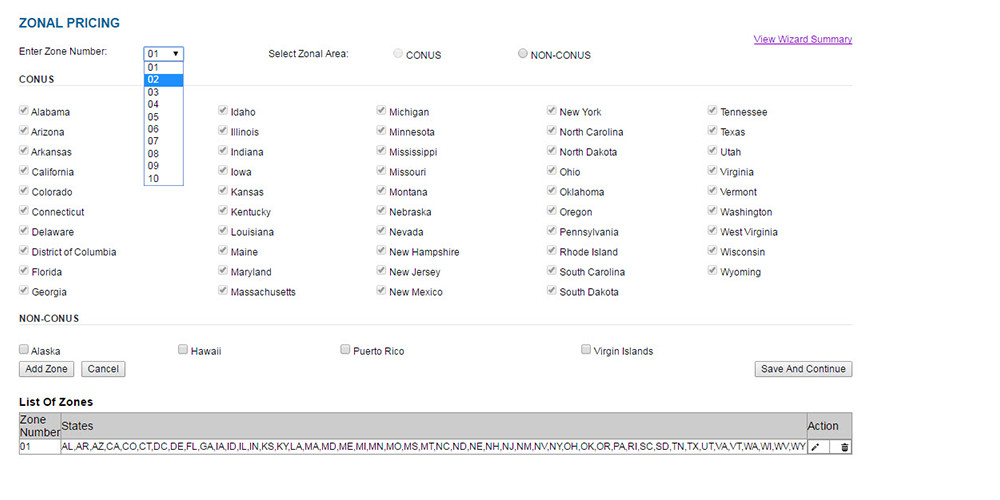 ZONAL PRICING
View Wizard Summary
Enter Zone Number: 01 Select Zonal Area: CONUS NON-CONUS
01
02
03
04
05
06
07
08
09
10
CONUS
Alabama Idaho Michigan New York Tennessee
Arizona Illinois Minnesota North Carolina Texas
Arkansas Indiana Mississippi North Dakota Utah
California Iowa Missouri Ohio Virginia
Colorado Kansas Montana Oklahoma Vermont
Connecticut Kentucky Nebraska Oregon Washington
Delaware Louisiana Nevada Pennsylvania West Virginia
District of Columbia Maine New Hampshire Rhode Island Wisconsin
Florida Maryland New Jersey South Carolina Wyoming
Georgia Massachusetts New Mexico South Dakota
NON-CONUS
Alaska Hawaii Puerto Rico Virgin Islands
Add Zone Cancel Save And Continue
List Of Zones
Zone Number States Action
01 AL,AR,AZ,CA,CO,CT,DC,DE,FL,GA,IA,ID,IL,IN,KS,KY,LA,MA,MD,ME,MI,MN,MO,MS,MT,NC,ND,NE,NH,NJ,NM,NV,NY,OH,OK,OR,PA,RI,SC,SD,TN,TX,UT,VA,VT,WA,WI,WV,WY